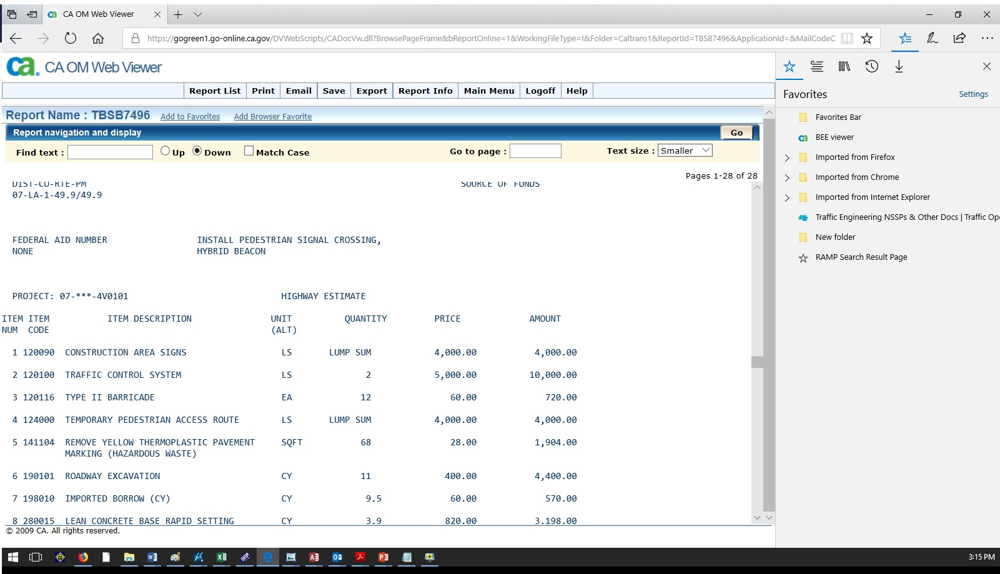 CA OM Web Viewer
https://gogreen1.go-online.ca.gov/DVWebScripts/CADocVw.dll?BrowsePageFrame&bReportOnline=1&WorkingFileType=I&Folder=Caltrans1&ReportId=TBSB7496&ApplicationId=&MailCodeC
ca. CA OM Web Viewer
Report List Print Email Save Export Report Info Main Menu Logoff Help
Report Name : TBSB7496 Add to Favorites Add Browser Favorite
Report navigation and display Go
Find text : Up Down Match Case Go to page : Text size : Smaller
Pages 1-28 of 28
DIST-CO-RTE-PM SOURCE OF FUNDS
07-LA-1-49.9/49.9
FEDERAL AID NUMBER INSTALL PEDESTRIAN SIGNAL CROSSING,
NONE HYBRID BEACON
PROJECT: 07-***-4V0101 HIGHWAY ESTIMATE
ITEM ITEM ITEM DESCRIPTION UNIT QUANTITY PRICE AMOUNT
NUM CODE (ALT)
1 120090 CONSTRUCTION AREA SIGNS LS LUMP SUM 4,000.00 4,000.00
2 120100 TRAFFIC CONTROL SYSTEM LS 2 5,000.00 10,000.00
3 120116 TYPE II BARRICADE EA 12 60.00 720.00
4 124000 TEMPORARY PEDESTRIAN ACCESS ROUTE LS LUMP SUM 4,000.00 4,000.00
5 141104 REMOVE YELLOW THERMOPLASTIC PAVEMENT SQFT 68 28.00 1,904.00
MARKING (HAZARDOUS WASTE)
6 190101 ROADWAY EXCAVATION CY 11 400.00 4,400.00
7 198010 IMPORTED BORROW (CY) CY 9.5 60.00 570.00
8 280015 LEAN CONCRETE BASE RAPID SETTING CY 3.9 820.00 3,198.00
© 2009 CA. All rights reserved.
Favorites Settings
Favorites Bar
BEE viewer
Imported from Firefox
Imported from Chrome
Imported from Internet Explorer
Traffic Engineering NSSPs & Other Docs | Traffic Op
New folder
RAMP Search Result Page
3:15 PM